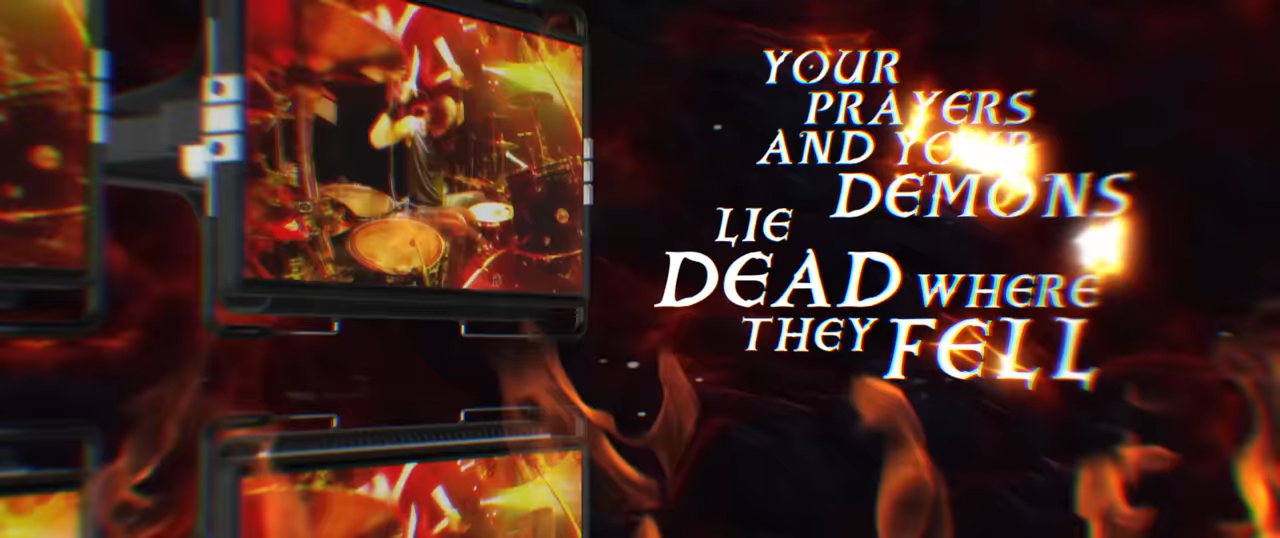 YOUR
PRAYERS
AND YOUR
DEMONS
LIE
DEAD WHERE
THEY FELL